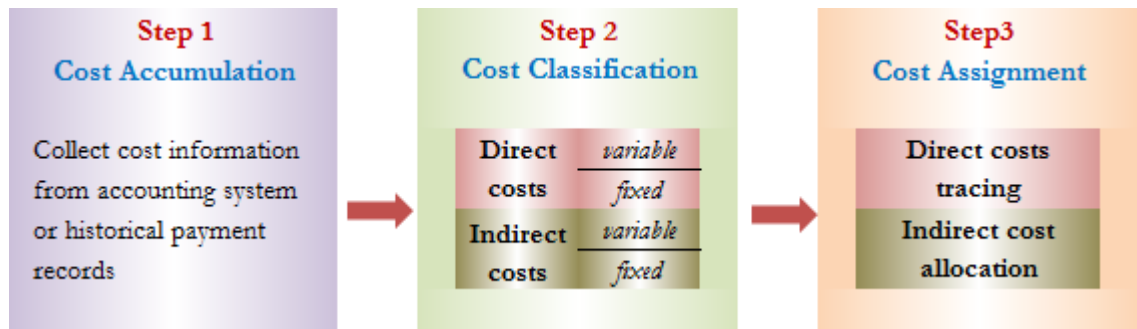 Step 1
Cost Accumulation
Collect cost information
from accounting system
or historical payment
records
Step 2
Cost Classification
Direct costs
variable
fixed
Indirect costs
variable
fixed
Step3
Cost Assignment
Direct costs
tracing
Indirect cost
allocation